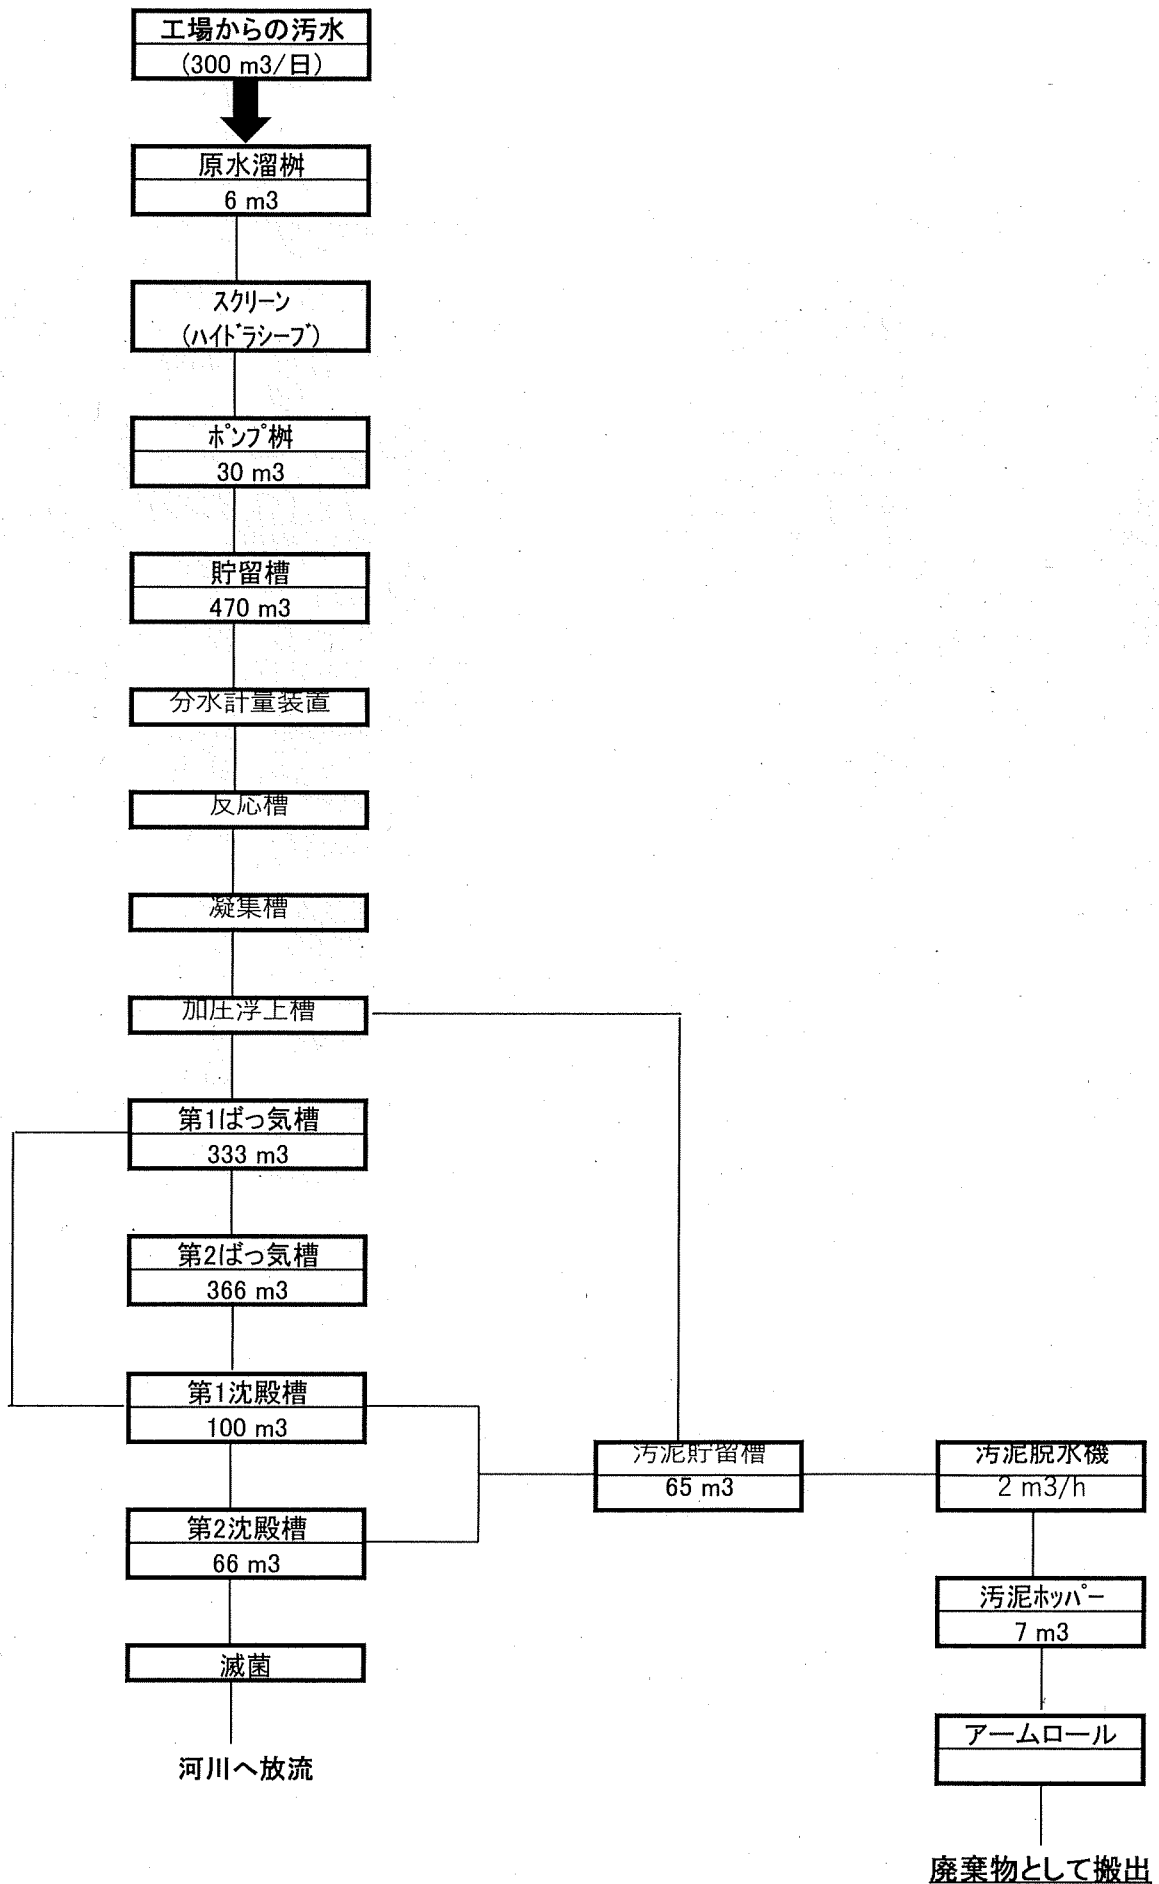 工場からの汚水
(300 m3/日)
原水溜桝
6 m3
スクリーン
(ﾊｲﾄﾞﾗｼｰﾌﾞ)
ﾎﾟﾝﾌﾟ桝
30 m3
貯留槽
470 m3
分水計量装置
反応槽
凝集槽
加圧浮上槽
第1ばっ気槽
333 m3
第2ばっ気槽
366 m3
第1沈殿槽
100 m3
第2沈殿槽
66 m3
滅菌
河川へ放流
汚泥貯留槽
65 m3
汚泥脱水機
2 m3/h
汚泥ﾎｯﾊﾟｰ
7 m3
アームロール
廃棄物として搬出